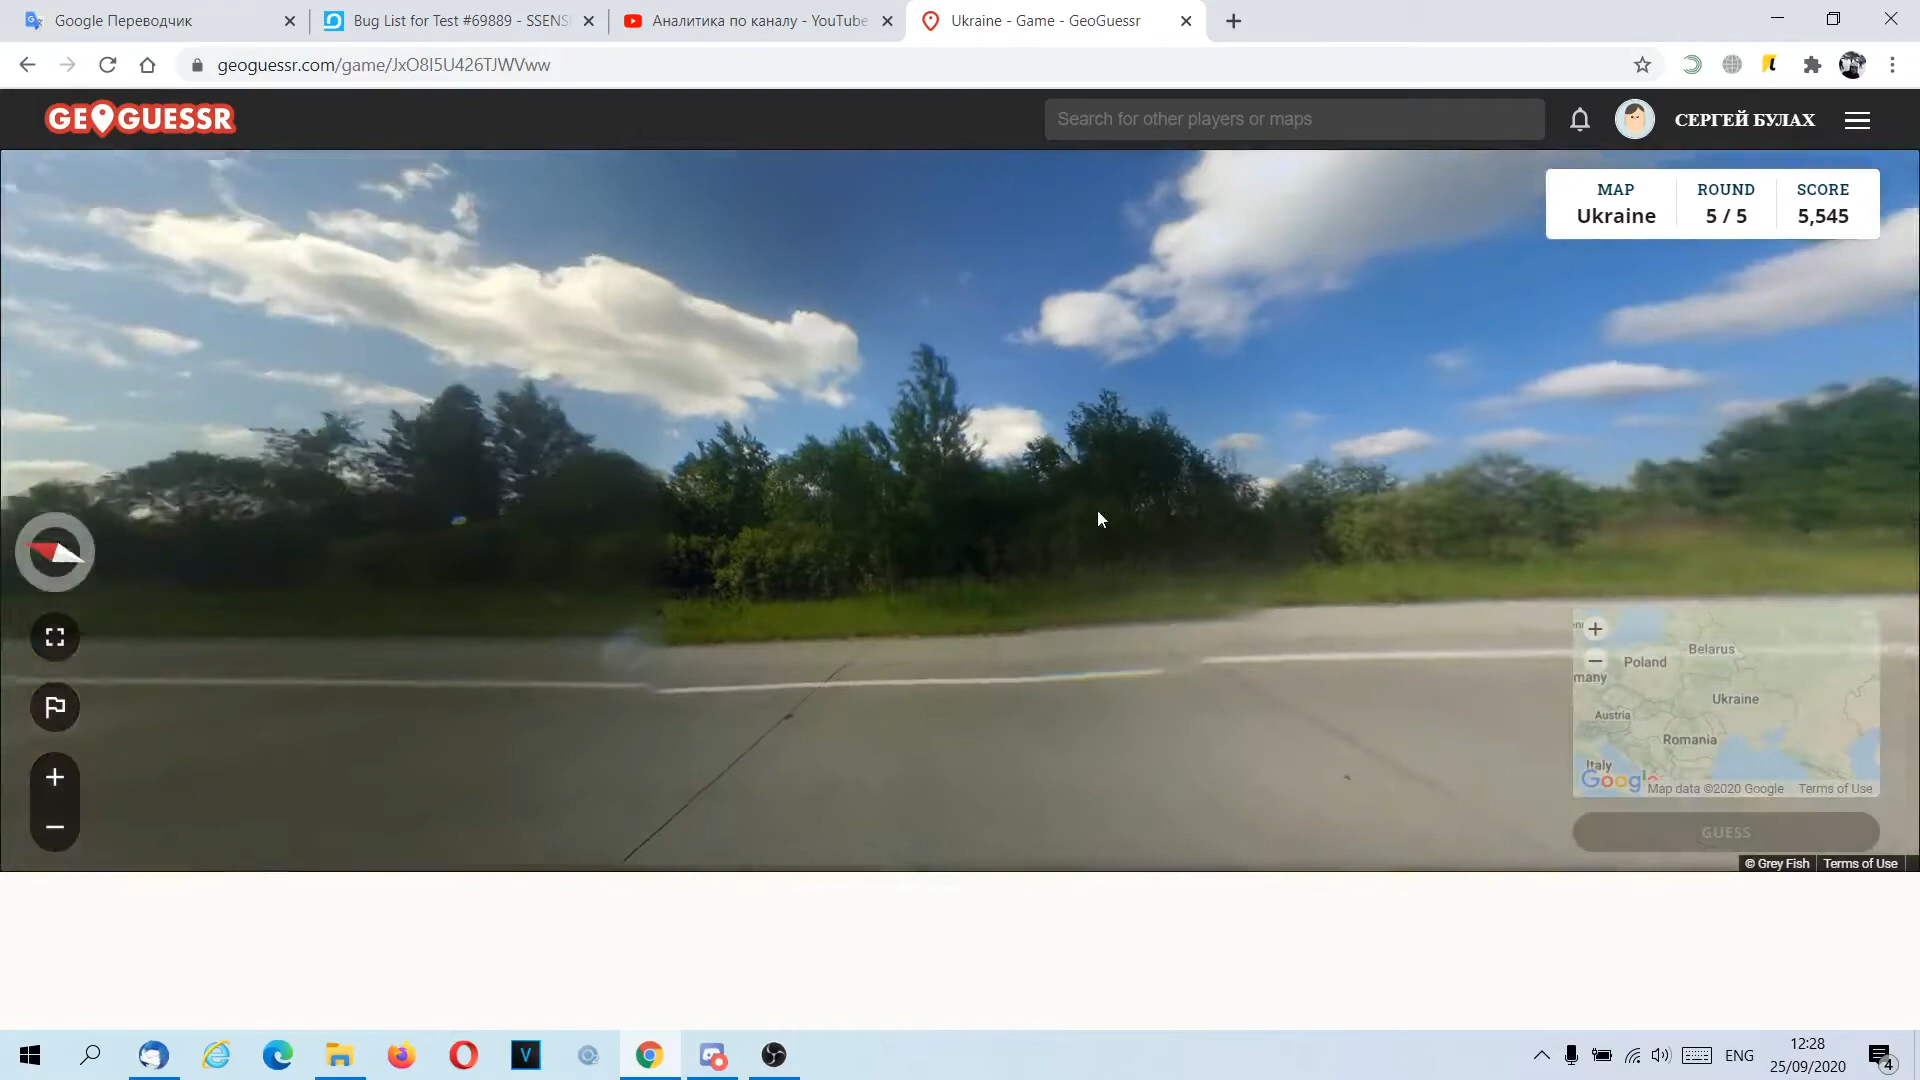 Google Переводчик
Bug List for Test #69889 - SSENS
Аналитика по каналу - YouTube
Ukraine - Game - GeoGuessr
geoguessr.com/game/JxO8I5U426TJWVww
GEOGUESSR
Search for other players or maps
СЕРГЕЙ БУЛАХ
MAP
ROUND
SCORE
Ukraine
5 / 5
5,545
Belarus
Poland
many
Ukraine
Austria
Romania
Italy
Google
Map data ©2020 Google
Terms of Use
GUESS
© Grey Fish
Terms of Use
ENG
12:28
25/09/2020
4